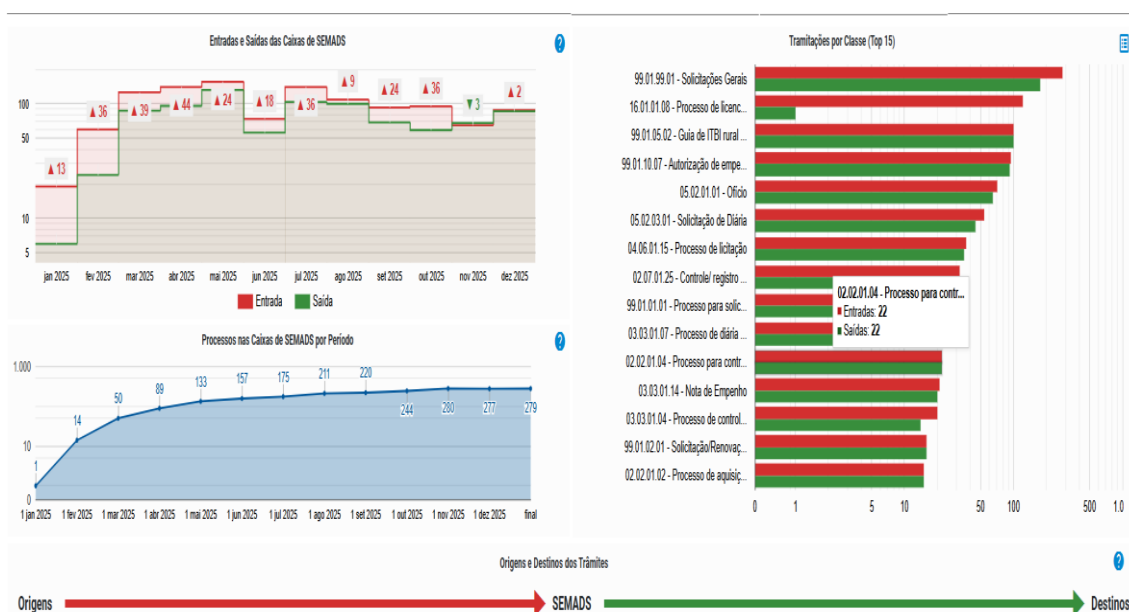 Entradas e Saídas das Caixas de SEMADS
?
100
50
10
5
▲ 13
▲ 36
▲ 39
▲ 44
▲ 24
▲ 18
▲ 36
▲ 9
▲ 24
▲ 36
▼ 3
▲ 2
jan 2025 fev 2025 mar 2025 abr 2025 mai 2025 jun 2025 jul 2025 ago 2025 set 2025 out 2025 nov 2025 dez 2025
Entrada Saída
Processos nas Caixas de SEMADS por Período
?
1.000
10
0
1 14 50 89 133 157 175 211 220 244 280 277 279
1 jan 2025 1 fev 2025 1 mar 2025 1 abr 2025 1 mai 2025 1 jun 2025 1 jul 2025 1 ago 2025 1 set 2025 1 out 2025 1 nov 2025 1 dez 2025 final
Tramitações por Classe (Top 15)
99.01.99.01 - Solicitações Gerais
16.01.01.08 - Processo de licenc...
99.01.05.02 - Guia de ITBI rural ...
99.01.10.07 - Autorização de empe...
05.02.01.01 - Ofício
05.02.03.01 - Solicitação de Diária
04.06.01.15 - Processo de licitação
02.07.01.25 - Controle/ registro ...
99.01.01.01 - Processo para solic...
03.03.01.07 - Processo de diária ...
02.02.01.04 - Processo para contr...
03.03.01.14 - Nota de Empenho
03.03.01.04 - Processo de control...
99.01.02.01 - Solicitação/Renovaç...
02.02.01.02 - Processo de aquisiç...
02.02.01.04 - Processo para contr...
Entradas: 22
Saídas: 22
0 1 5 10 50 100 500 1.0
Origens e Destinos dos Trâmites
?
Origens SEMADS Destinos